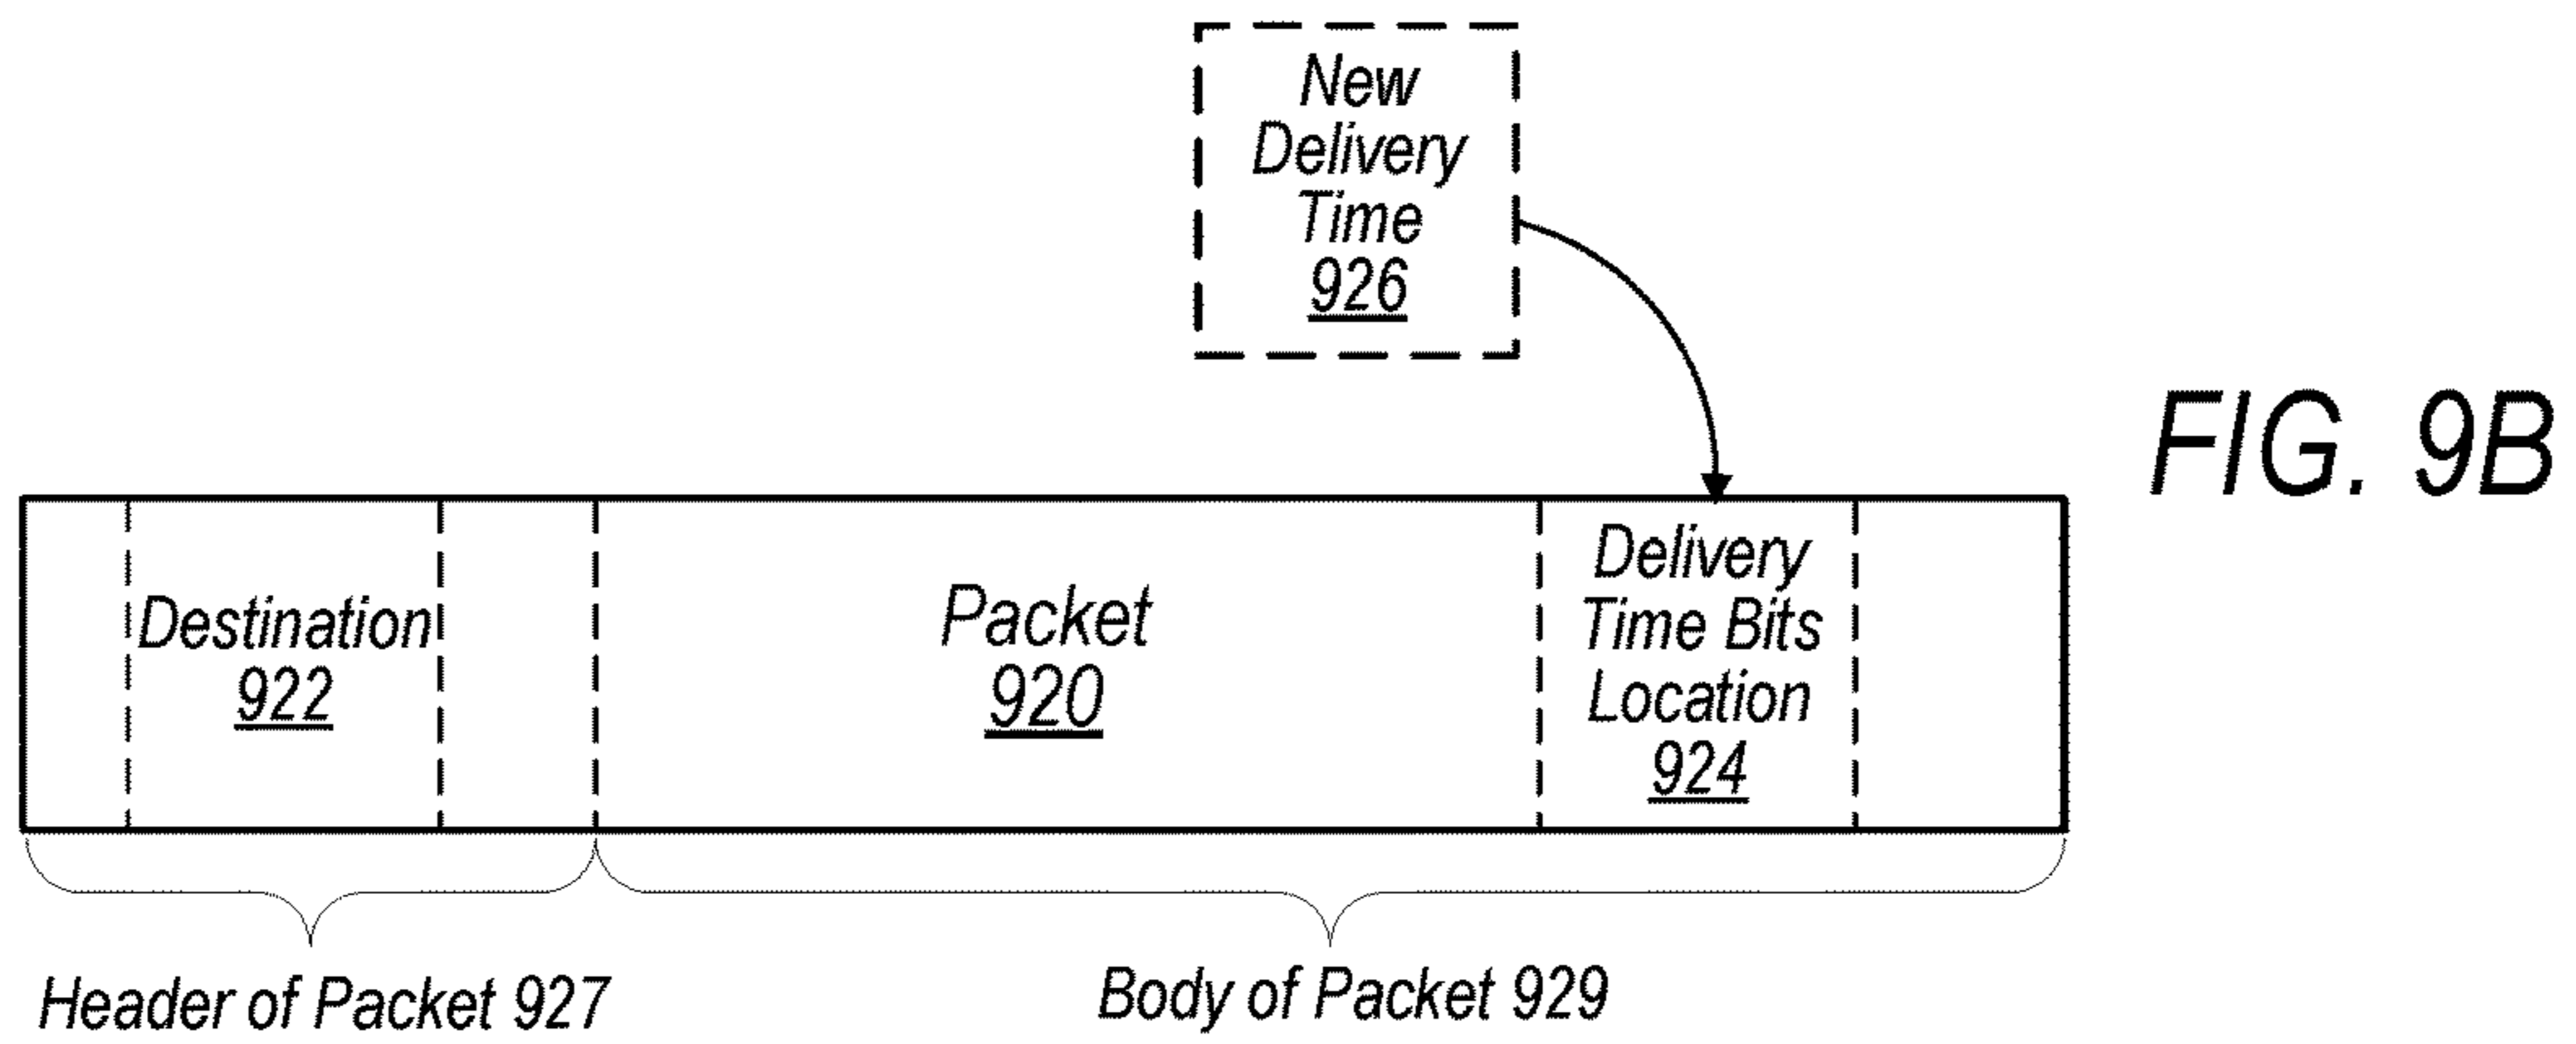 New
Delivery
Time
926
FIG. 9B
Destination
922
Packet
920
Delivery
Time Bits
Location
924
Header of Packet 927
Body of Packet 929